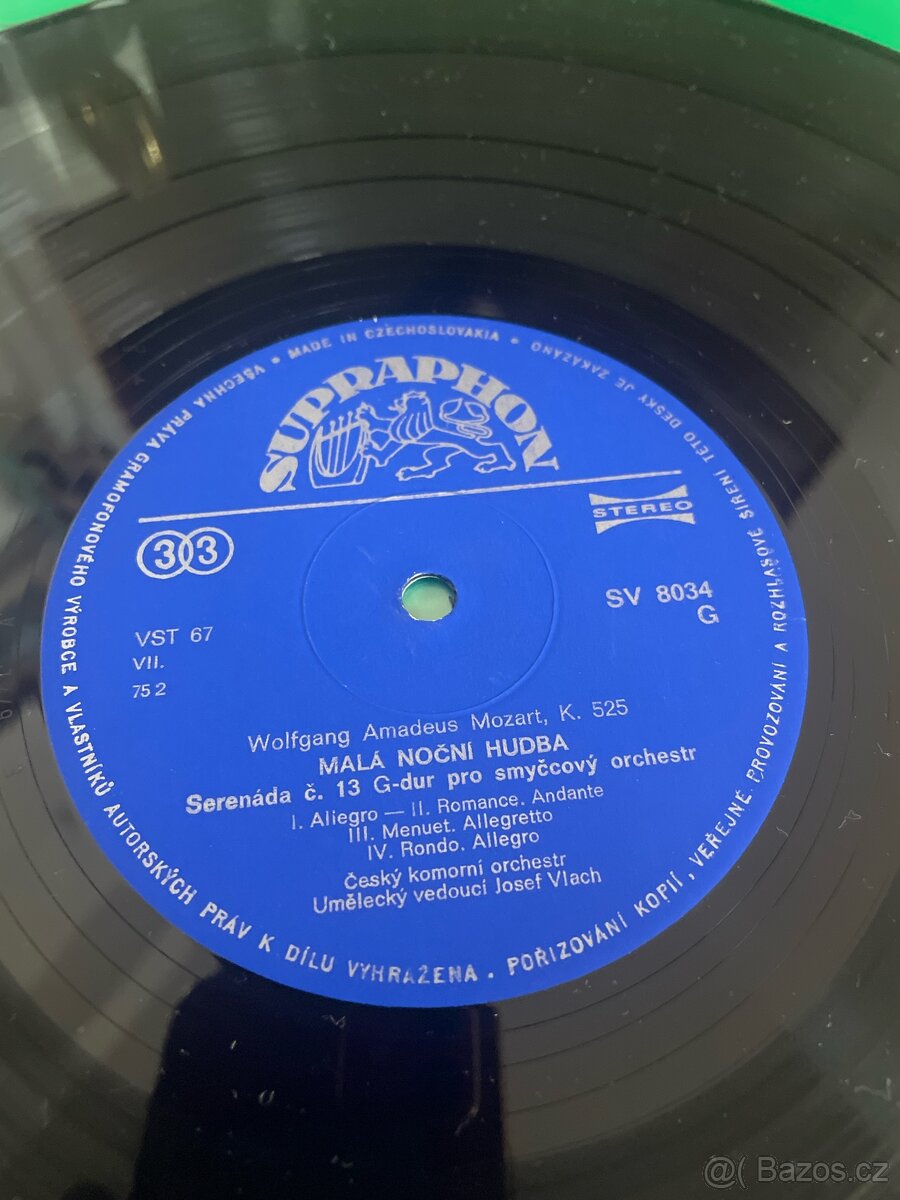 VŠECHNA PRÁVA GRAMOFONOVÉHO VÝROBCE A VLASTNÍKŮ AUTORSKÝCH PRÁV K DÍLU VYHRAŽENA . POŘIZOVÁNÍ KOPIÍ, VEŘEJNÉ PROVOZOVÁNÍ A ROZHLASOVÉ ŠÍŘENÍ TÉTO DESKY JE ZAKÁZÁNO •
MADE IN CZECHOSLOVAKIA •
SUPRAPHON
33
STEREO
SV 8034
G
VST 67
VII.
75 2
Wolfgang Amadeus Mozart, K. 525
MALÁ NOČNÍ HUDBA
Serenáda č. 13 G-dur pro smyčcový orchestr
I. Allegro — II. Romance. Andante
III. Menuet. Allegretto
IV. Rondo. Allegro
Český komorní orchestr
Umělecký vedoucí Josef Vlach
@( Bazos.cz